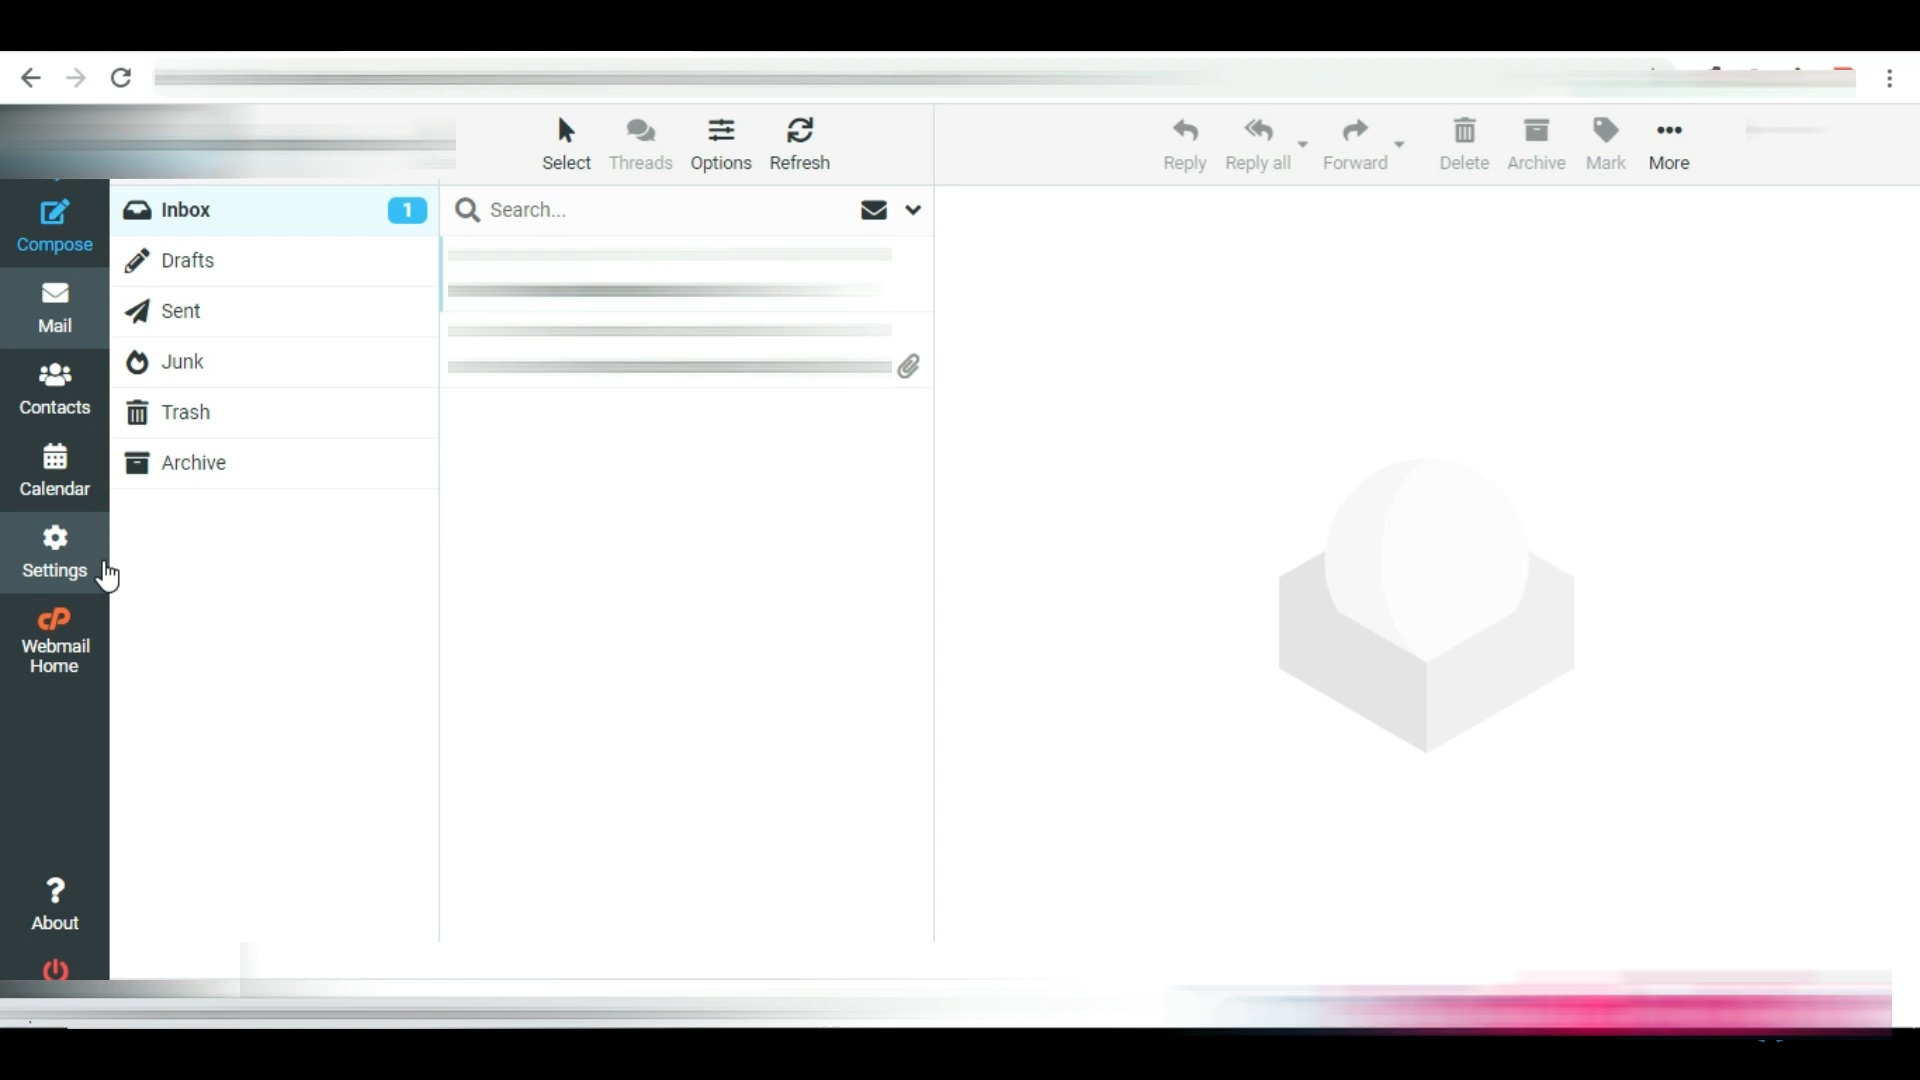 Select
Threads
Options
Refresh
Reply
Reply all
Forward
Delete
Archive
Mark
More
Compose
Mail
Contacts
Calendar
Settings
cP
Webmail
Home
About
Inbox
1
Drafts
Sent
Junk
Trash
Archive
Search...